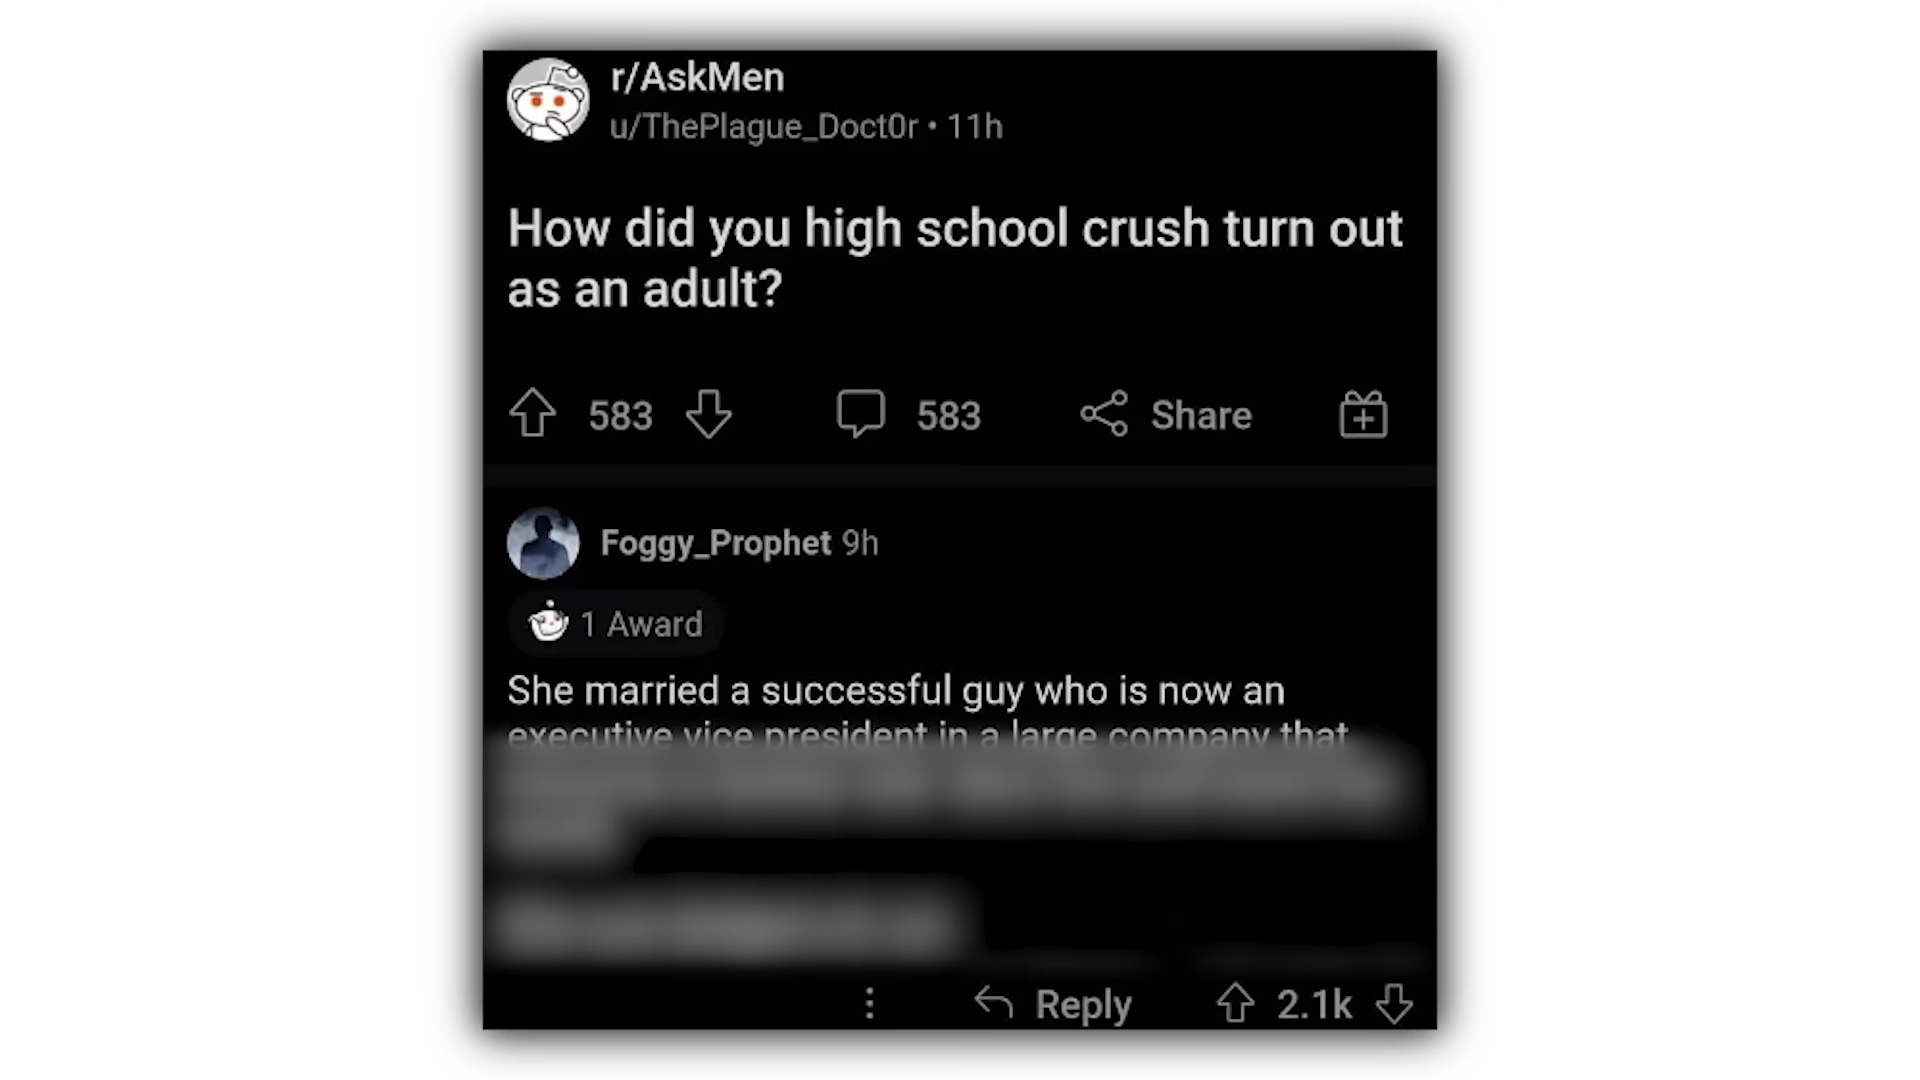 r/AskMen
u/ThePlague_Doct0r • 11h
How did you high school crush turn out
as an adult?
583 583 Share
Foggy_Prophet 9h
1 Award
She married a successful guy who is now an
executive vice president in a large company that
Reply 2.1k